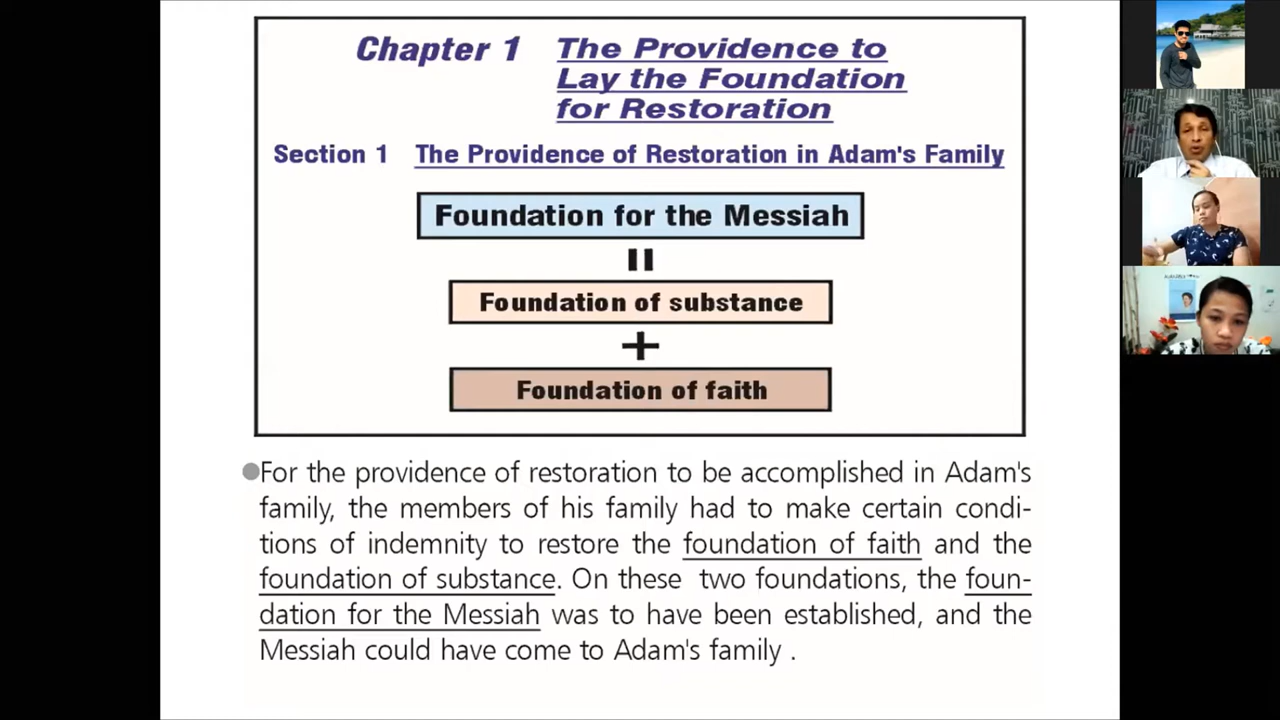 Chapter 1 The Providence to
Lay the Foundation
for Restoration
Section 1 The Providence of Restoration in Adam's Family
Foundation for the Messiah
=
Foundation of substance
+
Foundation of faith
●For the providence of restoration to be accomplished in Adam's
family, the members of his family had to make certain condi-
tions of indemnity to restore the foundation of faith and the
foundation of substance. On these two foundations, the foun-
dation for the Messiah was to have been established, and the
Messiah could have come to Adam's family .